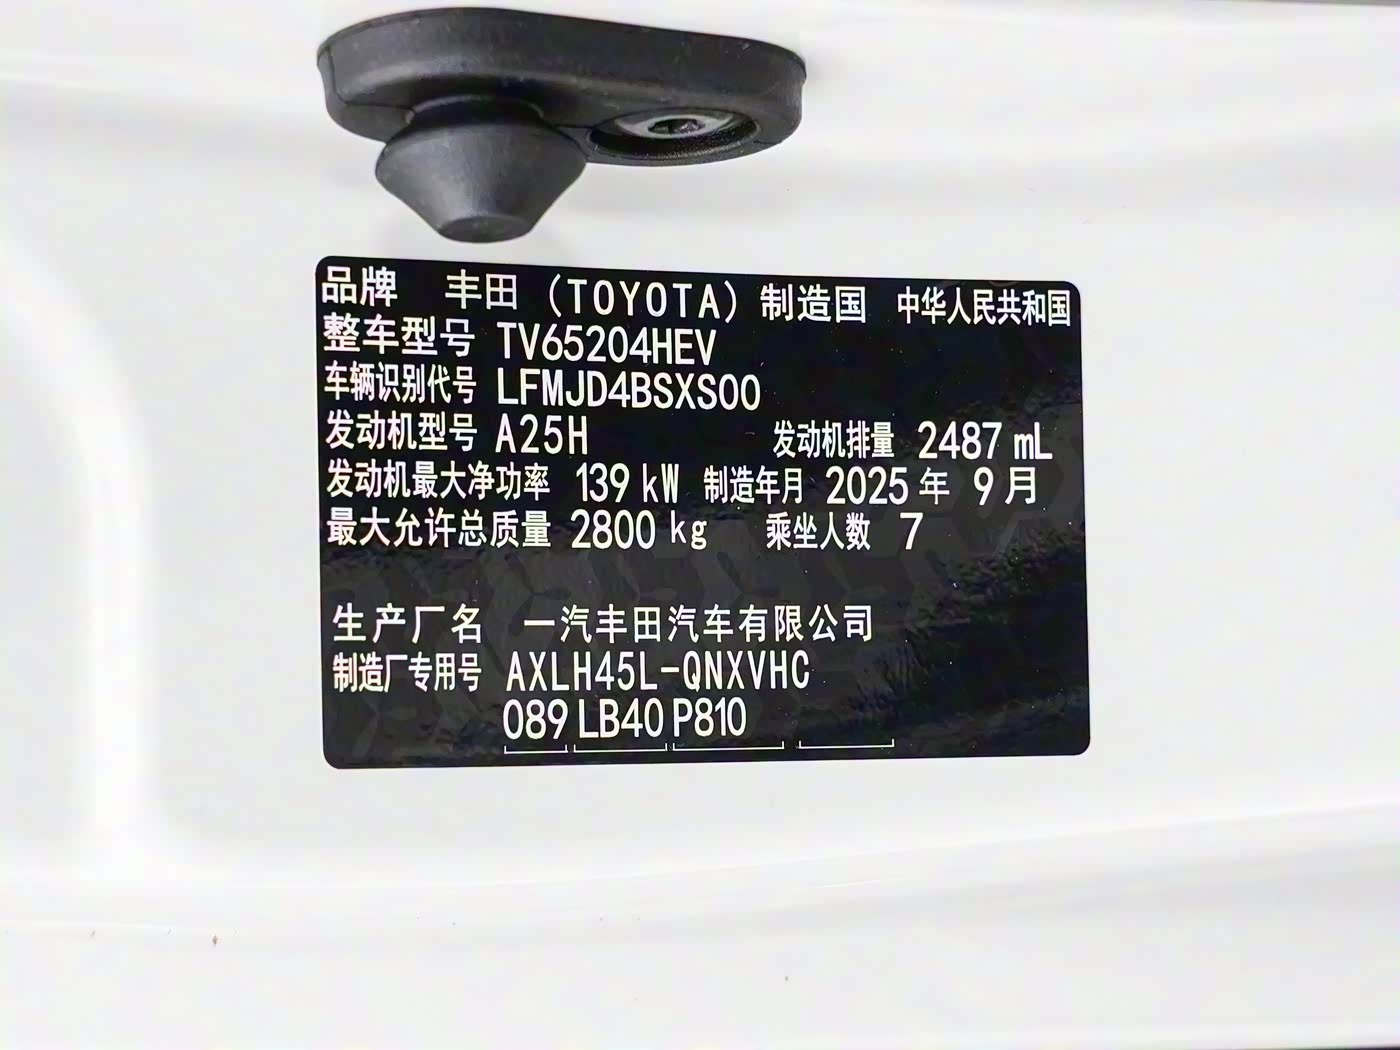 品牌 丰田（TOYOTA）制造国 中华人民共和国
整车型号 TV65204HEV
车辆识别代号 LFMJD4BSXS00
发动机型号 A25H 发动机排量 2487 mL
发动机最大净功率 139 kW 制造年月 2025年 9月
最大允许总质量 2800 kg 乘坐人数 7
生产厂名 一汽丰田汽车有限公司
制造厂专用号 AXLH45L-QNXVHC
089 LB40 P810